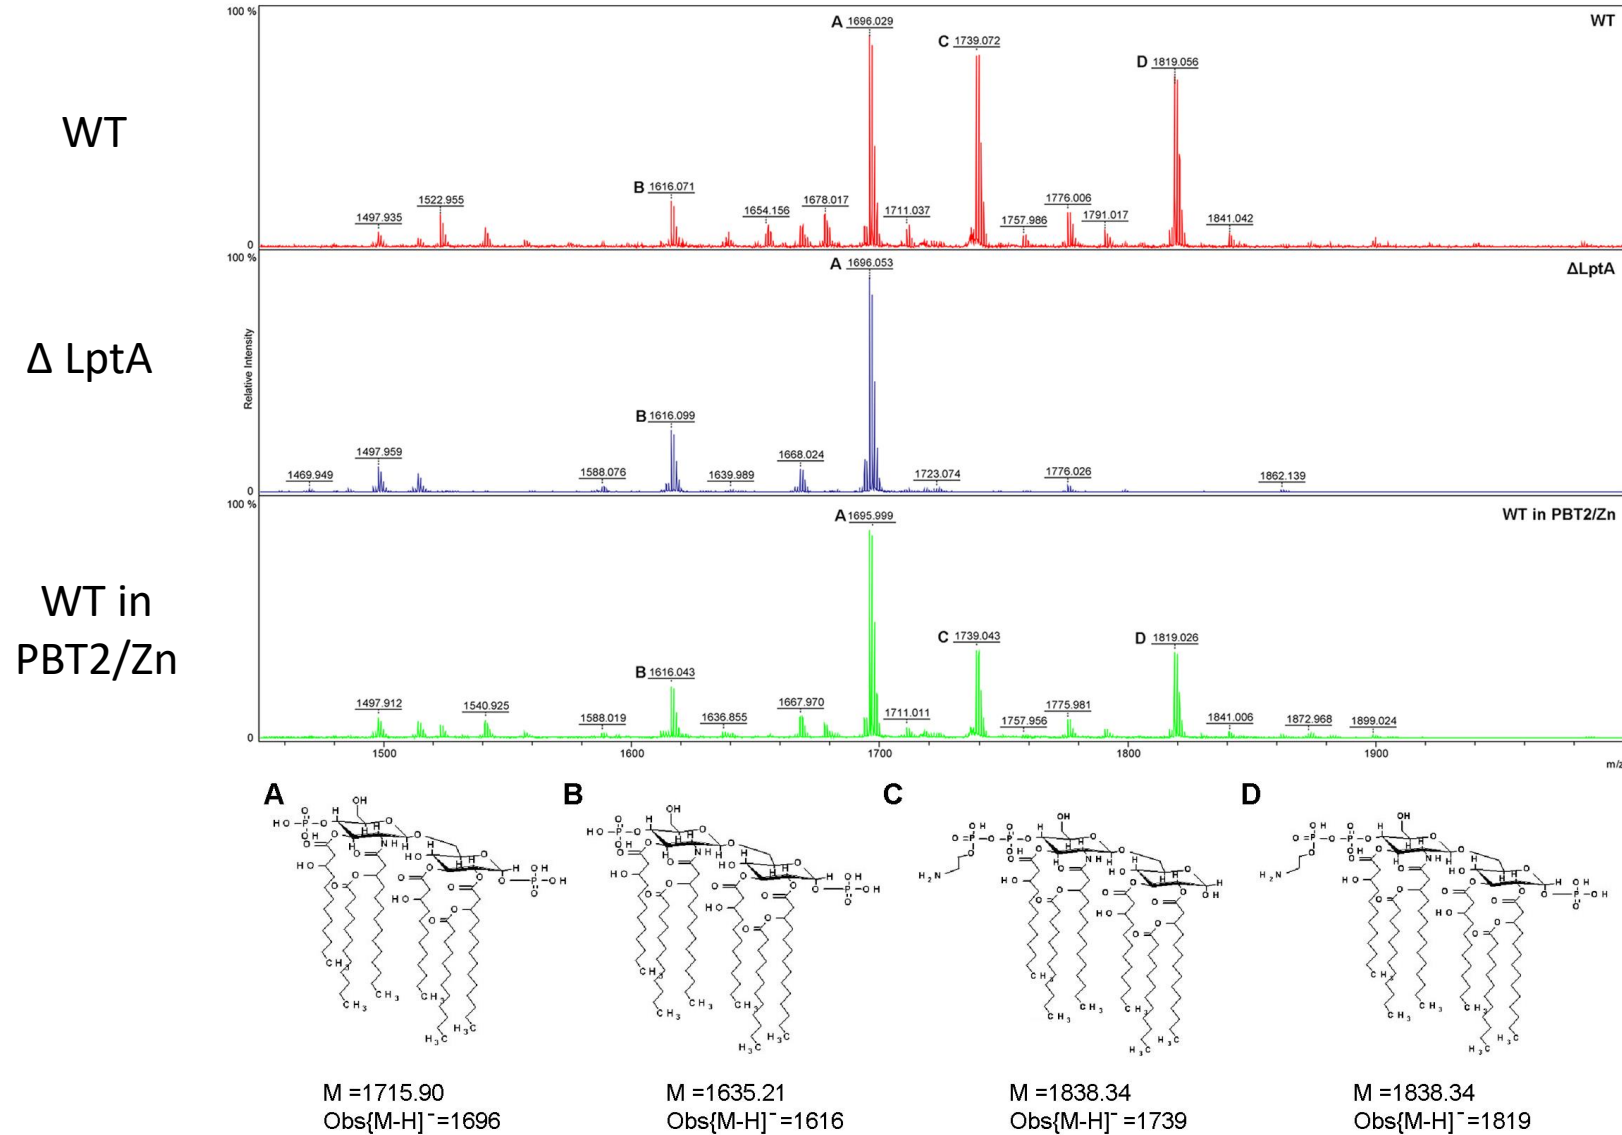 WT
100 %
A 1696.029
C 1739.072
D 1819.056
WT
B 1616.071
1497.935
1522.955
1654.156
1678.017
1711.037
1757.986
1776.006
1791.017
1841.042
0
Δ LptA
100 %
A 1696.053
ΔLptA
Relative Intensity
B 1616.099
1469.949
1497.959
1588.076
1639.989
1668.024
1723.074
1776.026
1862.139
0
WT in
PBT2/Zn
100 %
A 1695.999
WT in PBT2/Zn
C 1739.043
D 1819.026
B 1616.043
1497.912
1540.925
1588.019
1636.855
1667.970
1711.011
1757.956
1775.981
1841.006
1872.968
1899.024
0
1500 1600 1700 1800 1900
m/z
A B C D
M =1715.90
Obs{M-H}⁻=1696
M =1635.21
Obs{M-H}⁻=1616
M =1838.34
Obs{M-H}⁻=1739
M =1838.34
Obs{M-H}⁻=1819